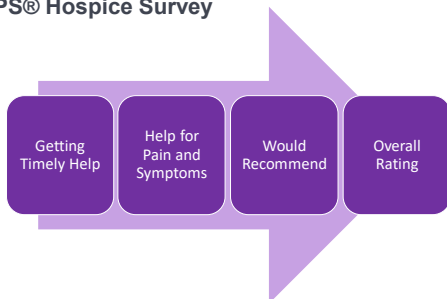 PS® Hospice Survey
Getting
Timely Help
Help for
Pain and
Symptoms
Would
Recommend
Overall
Rating